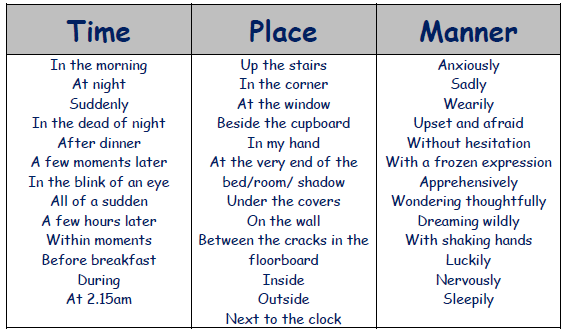 Time
Place
Manner
In the morning
At night
Suddenly
In the dead of night
After dinner
A few moments later
In the blink of an eye
All of a sudden
A few hours later
Within moments
Before breakfast
During
At 2.15am
Up the stairs
In the corner
At the window
Beside the cupboard
In my hand
At the very end of the
bed/room/ shadow
Under the covers
On the wall
Between the cracks in the
floorboard
Inside
Outside
Next to the clock
Anxiously
Sadly
Wearily
Upset and afraid
Without hesitation
With a frozen expression
Apprehensively
Wondering thoughtfully
Dreaming wildly
With shaking hands
Luckily
Nervously
Sleepily